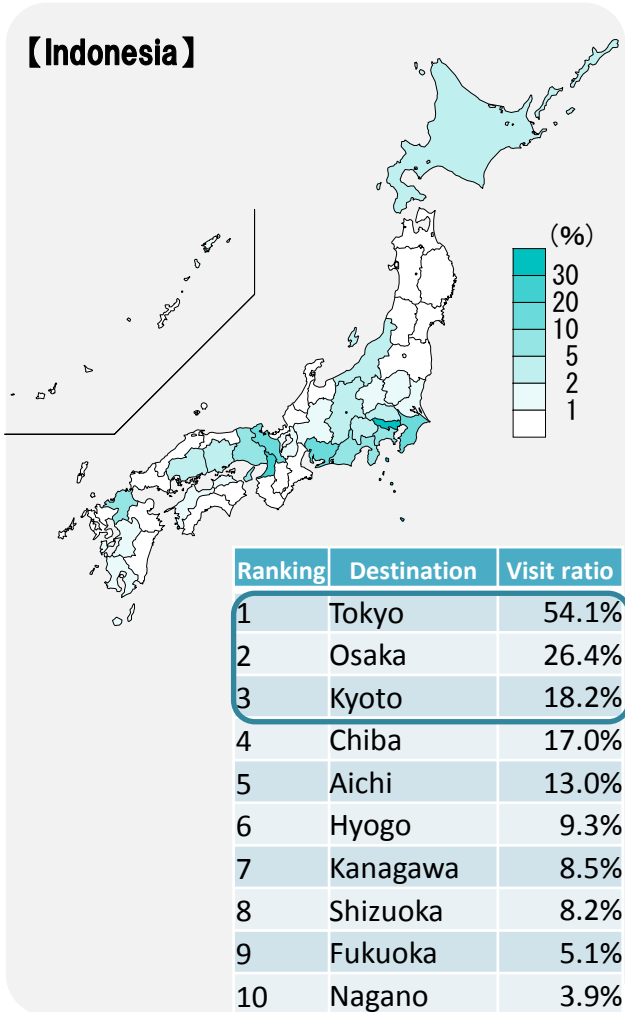 【Indonesia】
(%)
30
20
10
5
2
1
Ranking Destination Visit ratio
1 Tokyo 54.1%
2 Osaka 26.4%
3 Kyoto 18.2%
4 Chiba 17.0%
5 Aichi 13.0%
6 Hyogo 9.3%
7 Kanagawa 8.5%
8 Shizuoka 8.2%
9 Fukuoka 5.1%
10 Nagano 3.9%